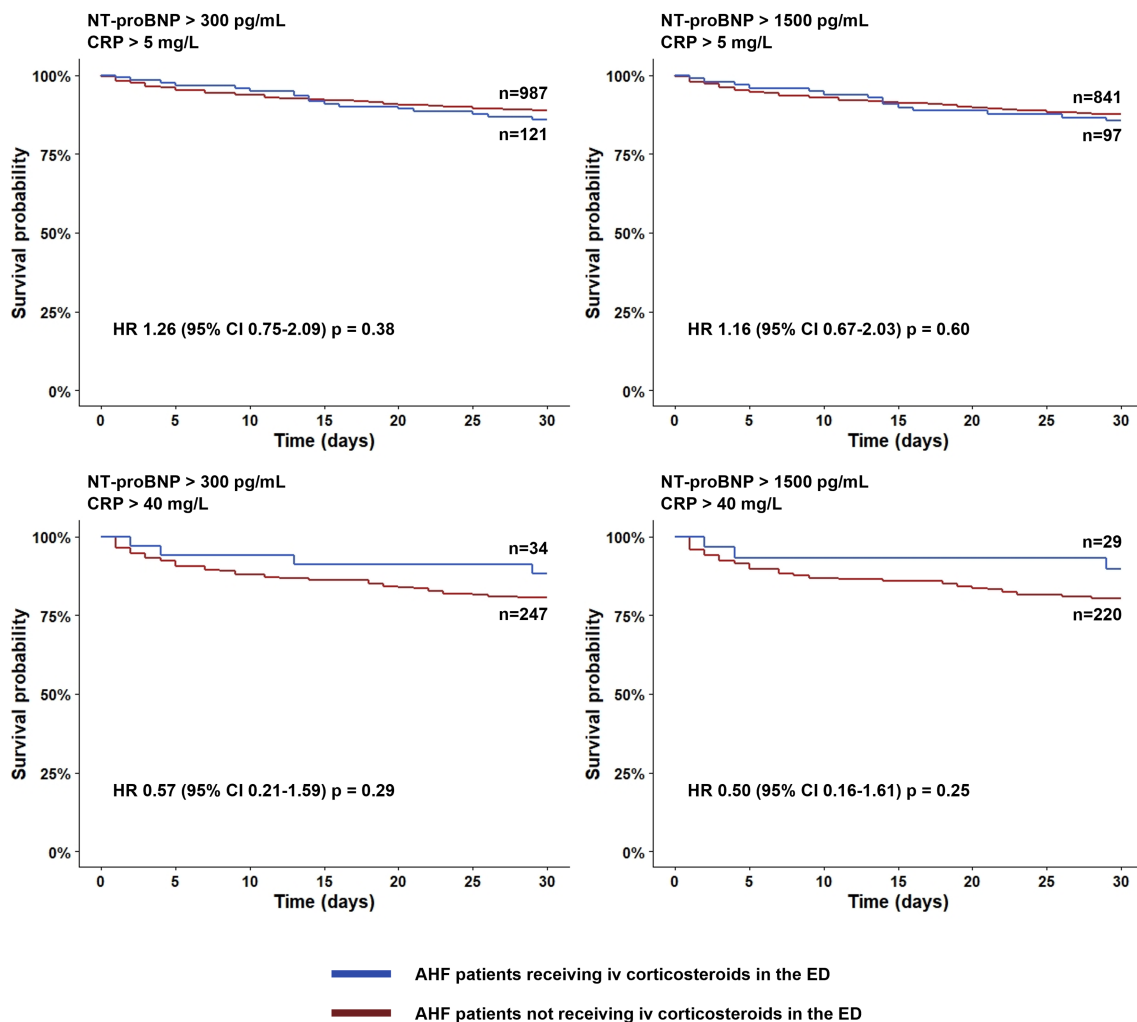 NT-proBNP > 300 pg/mL
CRP > 5 mg/L
100%
75%
50%
25%
0%
Survival probability
n=987
n=121
HR 1.26 (95% CI 0.75-2.09) p = 0.38
0 5 10 15 20 25 30
Time (days)
NT-proBNP > 1500 pg/mL
CRP > 5 mg/L
100%
75%
50%
25%
0%
Survival probability
n=841
n=97
HR 1.16 (95% CI 0.67-2.03) p = 0.60
0 5 10 15 20 25 30
Time (days)
NT-proBNP > 300 pg/mL
CRP > 40 mg/L
100%
75%
50%
25%
0%
Survival probability
n=34
n=247
HR 0.57 (95% CI 0.21-1.59) p = 0.29
0 5 10 15 20 25 30
Time (days)
NT-proBNP > 1500 pg/mL
CRP > 40 mg/L
100%
75%
50%
25%
0%
Survival probability
n=29
n=220
HR 0.50 (95% CI 0.16-1.61) p = 0.25
0 5 10 15 20 25 30
Time (days)
AHF patients receiving iv corticosteroids in the ED
AHF patients not receiving iv corticosteroids in the ED